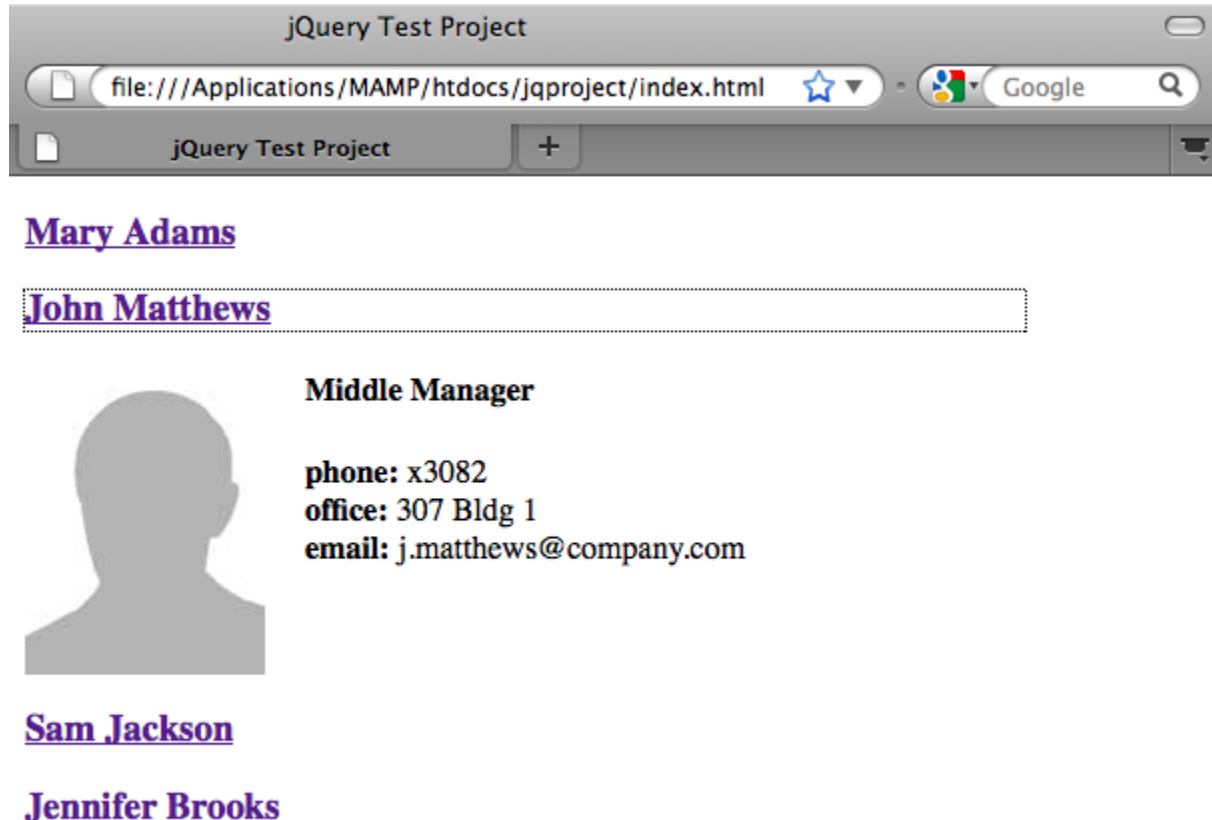 jQuery Test Project
file:///Applications/MAMP/htdocs/jqproject/index.html
Google
jQuery Test Project
+
Mary Adams
John Matthews
Middle Manager
phone: x3082
office: 307 Bldg 1
email: j.matthews@company.com
Sam Jackson
Jennifer Brooks